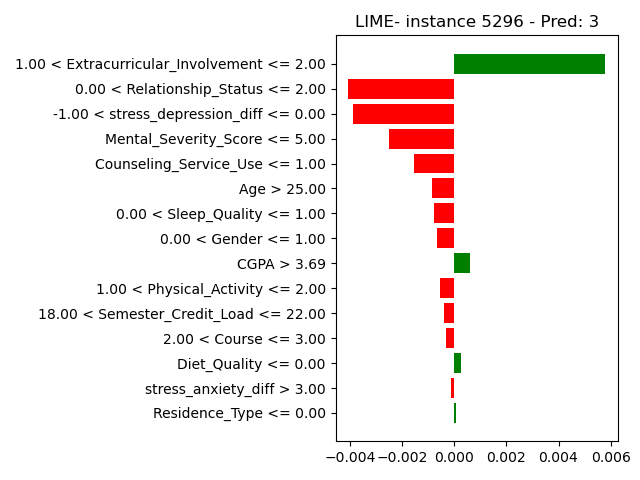 LIME- instance 5296 - Pred: 3
1.00 < Extracurricular_Involvement <= 2.00
0.00 < Relationship_Status <= 2.00
-1.00 < stress_depression_diff <= 0.00
Mental_Severity_Score <= 5.00
Counseling_Service_Use <= 1.00
Age > 25.00
0.00 < Sleep_Quality <= 1.00
0.00 < Gender <= 1.00
CGPA > 3.69
1.00 < Physical_Activity <= 2.00
18.00 < Semester_Credit_Load <= 22.00
2.00 < Course <= 3.00
Diet_Quality <= 0.00
stress_anxiety_diff > 3.00
Residence_Type <= 0.00
−0.004 −0.002 0.000 0.002 0.004 0.006